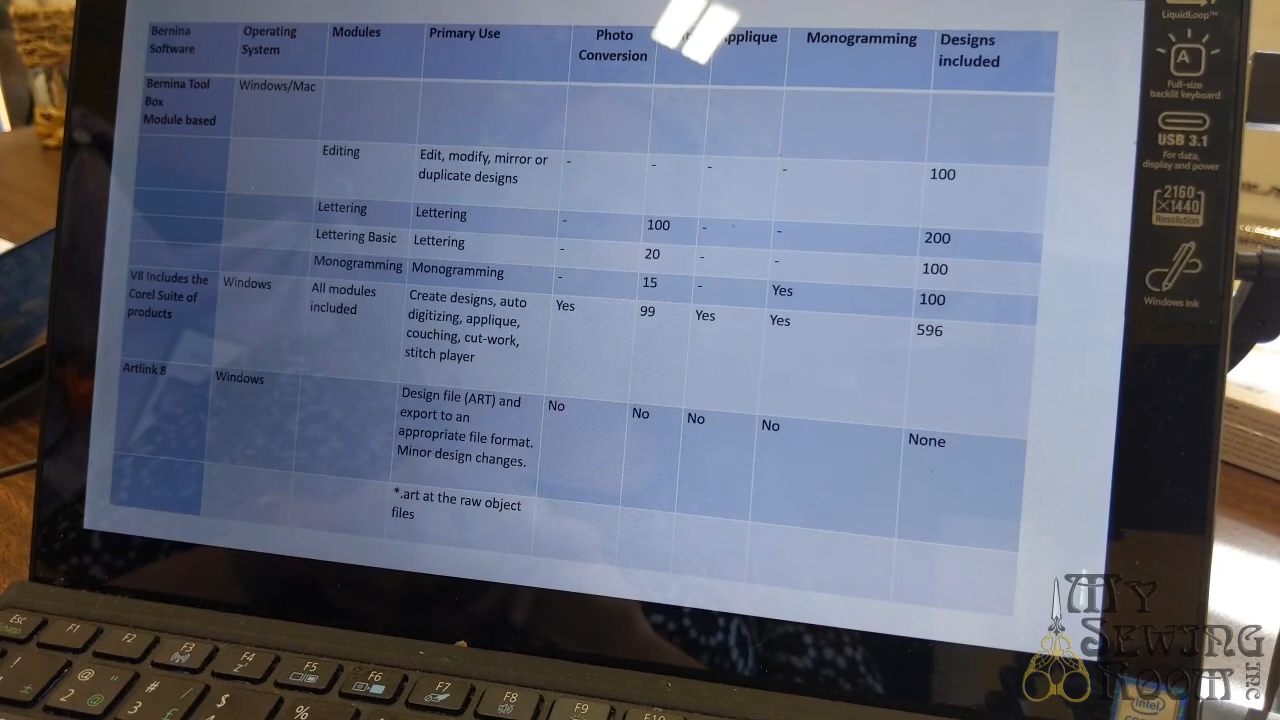 Bernina Software
Operating System
Modules
Primary Use
Photo Conversion
pplique
Monogramming
Designs included
Bernina Tool Box Module based
Windows/Mac
Editing
Edit, modify, mirror or duplicate designs
-
-
-
-
100
Lettering
Lettering
-
100
-
-
200
Lettering Basic
Lettering
-
20
-
-
100
Monogramming
Monogramming
-
15
-
Yes
100
V8 Includes the Corel Suite of products
Windows
All modules included
Create designs, auto digitizing, applique, couching, cut-work, stitch player
Yes
99
Yes
Yes
596
Artlink 8
Windows
Design file (ART) and export to an appropriate file format. Minor design changes.
No
No
No
No
None
*.art at the raw object files
LiquidLoop™
A
Full-size backlit keyboard
USB 3.1
For data, display and power
2160 ×1440
Resolution
Windows Ink
Esc
F1
F2
F3
F4
F5
F6
F7
F8
F9
F10
!
@ "
2 @
# /
3 £
$
%
intel
My Sewing Room Inc